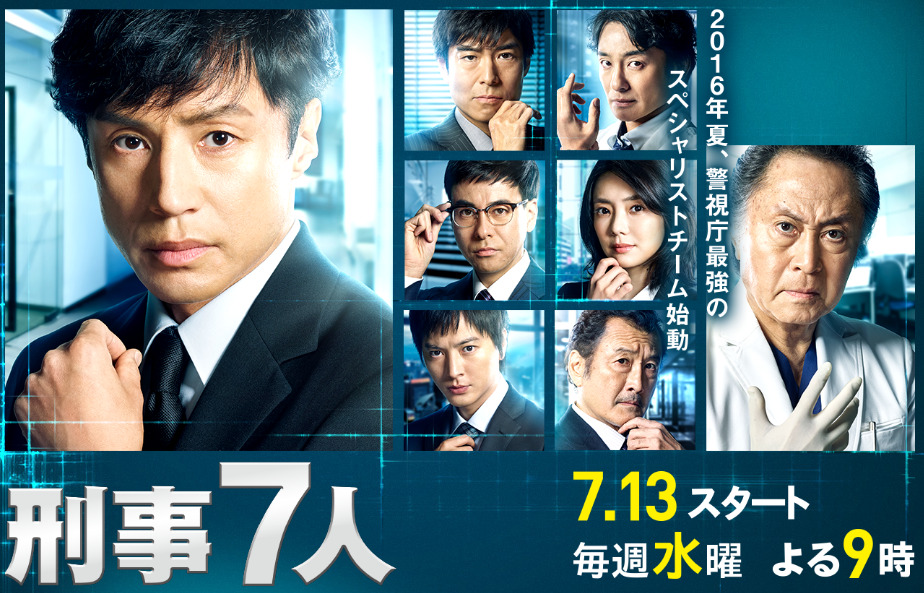 2016年夏、警視庁最強の
スペシャリストチーム始動
刑事7人
7.13スタート
毎週水曜 よる9時